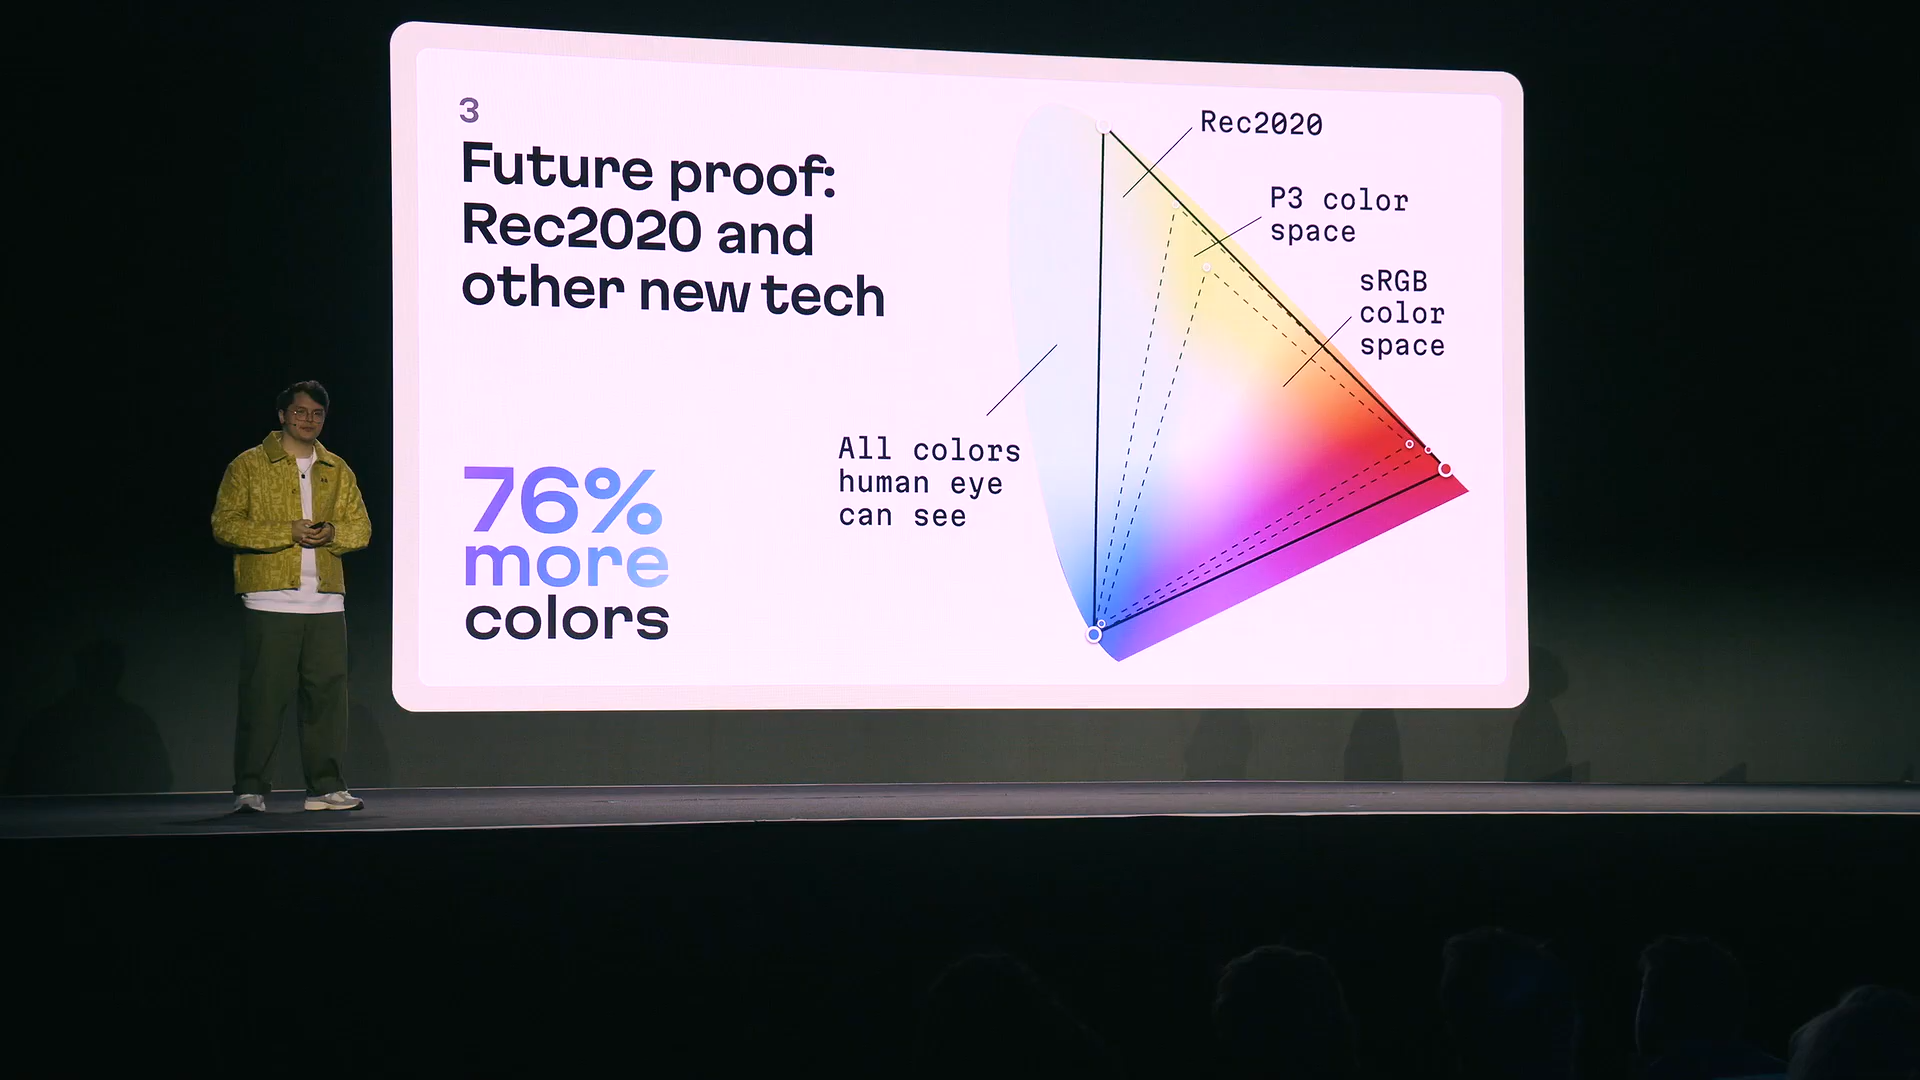 3
Future proof:
Rec2020 and
other new tech
76%
more
colors
All colors
human eye
can see
Rec2020
P3 color
space
sRGB
color
space